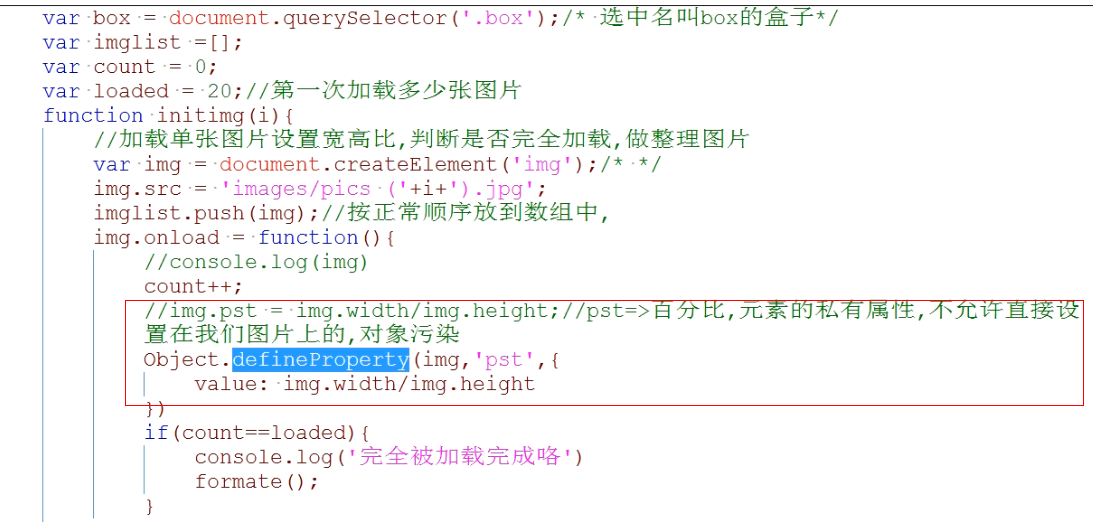 var box = document.querySelector('.box');/* 选中名叫box的盒子*/
var imglist =[];
var count = 0;
var loaded = 20;//第一次加载多少张图片
function initimg(i){
//加载单张图片设置宽高比,判断是否完全加载,做整理图片
var img = document.createElement('img');/* */
img.src = 'images/pics ('+i+').jpg';
imglist.push(img);//按正常顺序放到数组中,
img.onload = function(){
//console.log(img)
count++;
//img.pst = img.width/img.height;//pst=>百分比,元素的私有属性,不允许直接设
置在我们图片上的,对象污染
Object.defineProperty(img,'pst',{
value: img.width/img.height
})
if(count==loaded){
console.log('完全被加载完成咯')
formate();
}